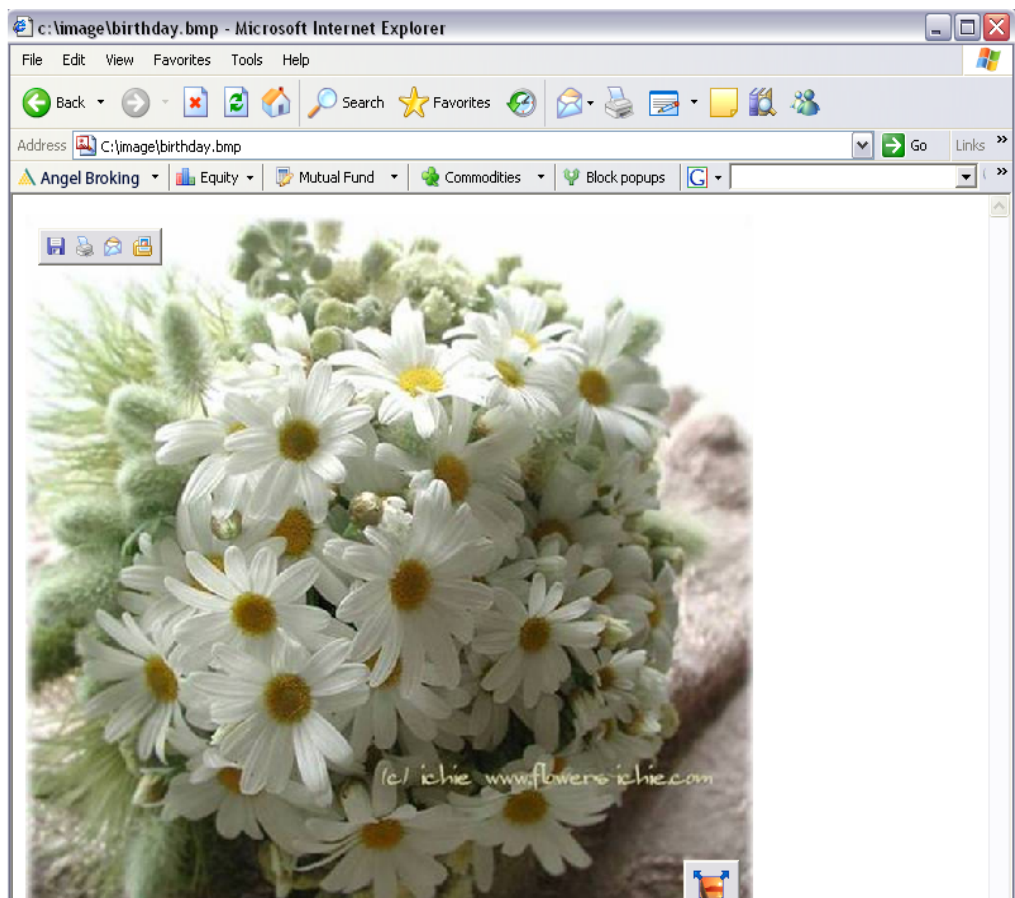 c:\image\birthday.bmp - Microsoft Internet Explorer
File Edit View Favorites Tools Help
Back Search Favorites
Address C:\image\birthday.bmp Go Links »
Angel Broking Equity Mutual Fund Commodities Block popups G »
(c) ichie www.flowers-ichie.com